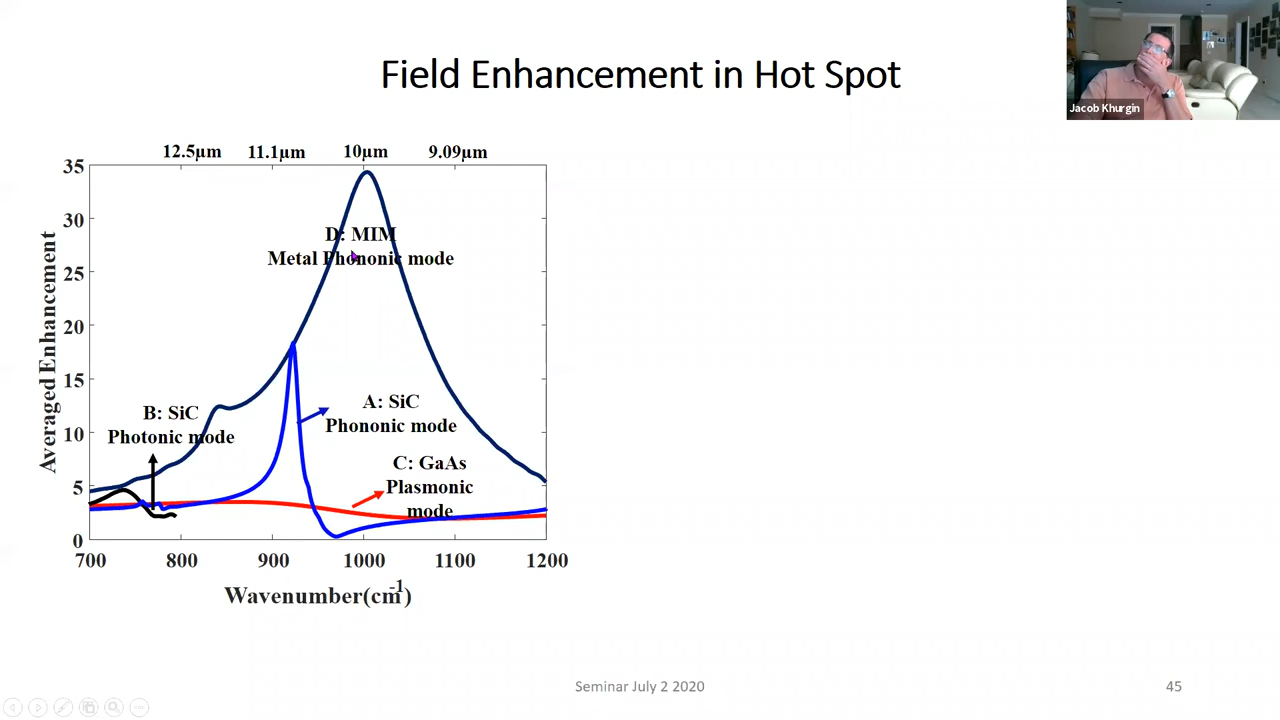 Field Enhancement in Hot Spot
Jacob Khurgin
12.5µm 11.1µm 10µm 9.09µm
35
30
25
20
15
10
5
0
Averaged Enhancement
D: MIM
Metal Phononic mode
B: SiC
Photonic mode
A: SiC
Phononic mode
C: GaAs
Plasmonic
mode
700 800 900 1000 1100 1200
Wavenumber(cm-1)
Seminar July 2 2020
45